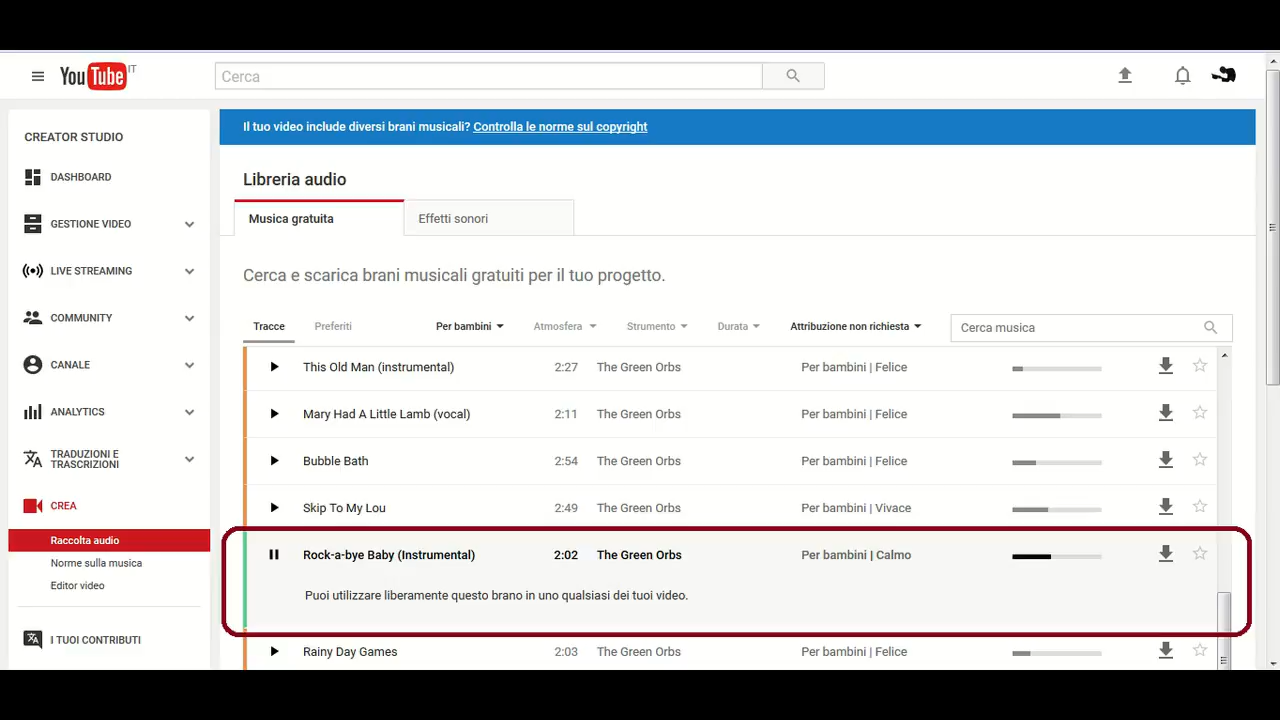 YouTube IT
Cerca
CREATOR STUDIO
DASHBOARD
GESTIONE VIDEO
LIVE STREAMING
COMMUNITY
CANALE
ANALYTICS
TRADUZIONI E
TRASCRIZIONI
CREA
Raccolta audio
Norme sulla musica
Editor video
I TUOI CONTRIBUTI
Il tuo video include diversi brani musicali? Controlla le norme sul copyright
Libreria audio
Musica gratuita Effetti sonori
Cerca e scarica brani musicali gratuiti per il tuo progetto.
Tracce Preferiti Per bambini Atmosfera Strumento Durata Attribuzione non richiesta Cerca musica
This Old Man (instrumental) 2:27 The Green Orbs Per bambini | Felice
Mary Had A Little Lamb (vocal) 2:11 The Green Orbs Per bambini | Felice
Bubble Bath 2:54 The Green Orbs Per bambini | Felice
Skip To My Lou 2:49 The Green Orbs Per bambini | Vivace
Rock-a-bye Baby (Instrumental) 2:02 The Green Orbs Per bambini | Calmo
Puoi utilizzare liberamente questo brano in uno qualsiasi dei tuoi video.
Rainy Day Games 2:03 The Green Orbs Per bambini | Felice